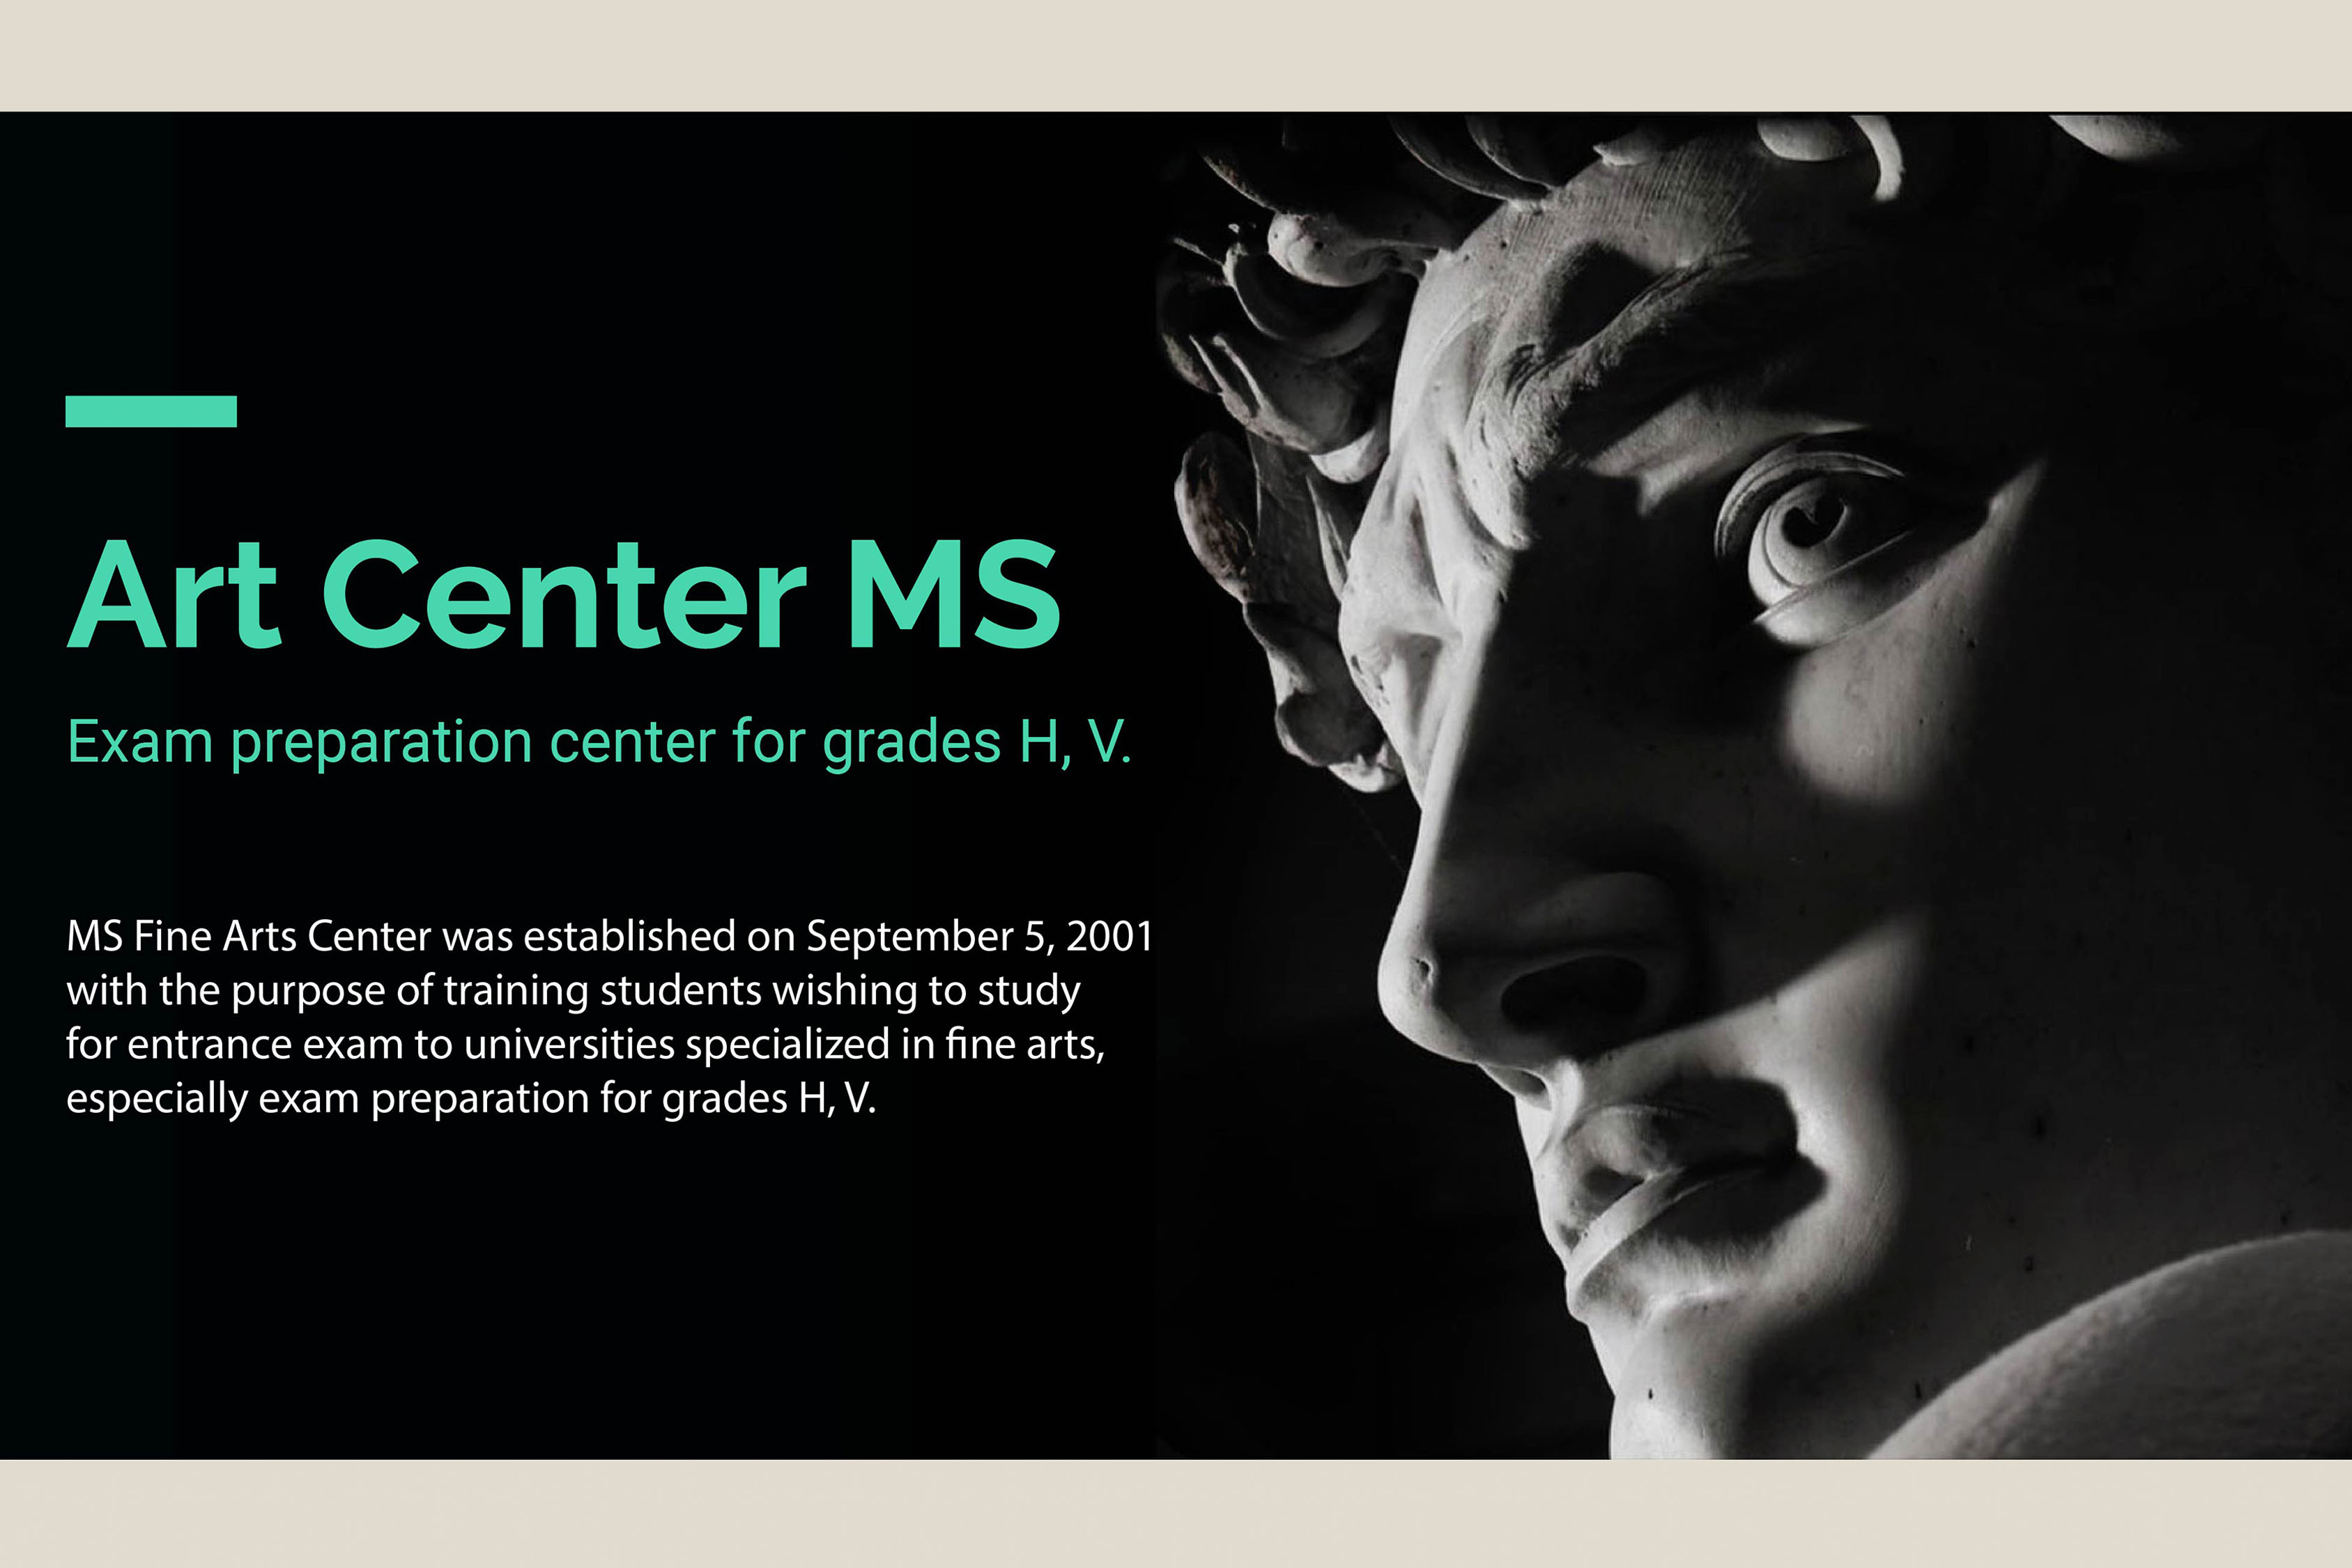 Art Center MS
Exam preparation center for grades H, V.
MS Fine Arts Center was established on September 5, 2001
with the purpose of training students wishing to study
for entrance exam to universities specialized in fine arts,
especially exam preparation for grades H, V.